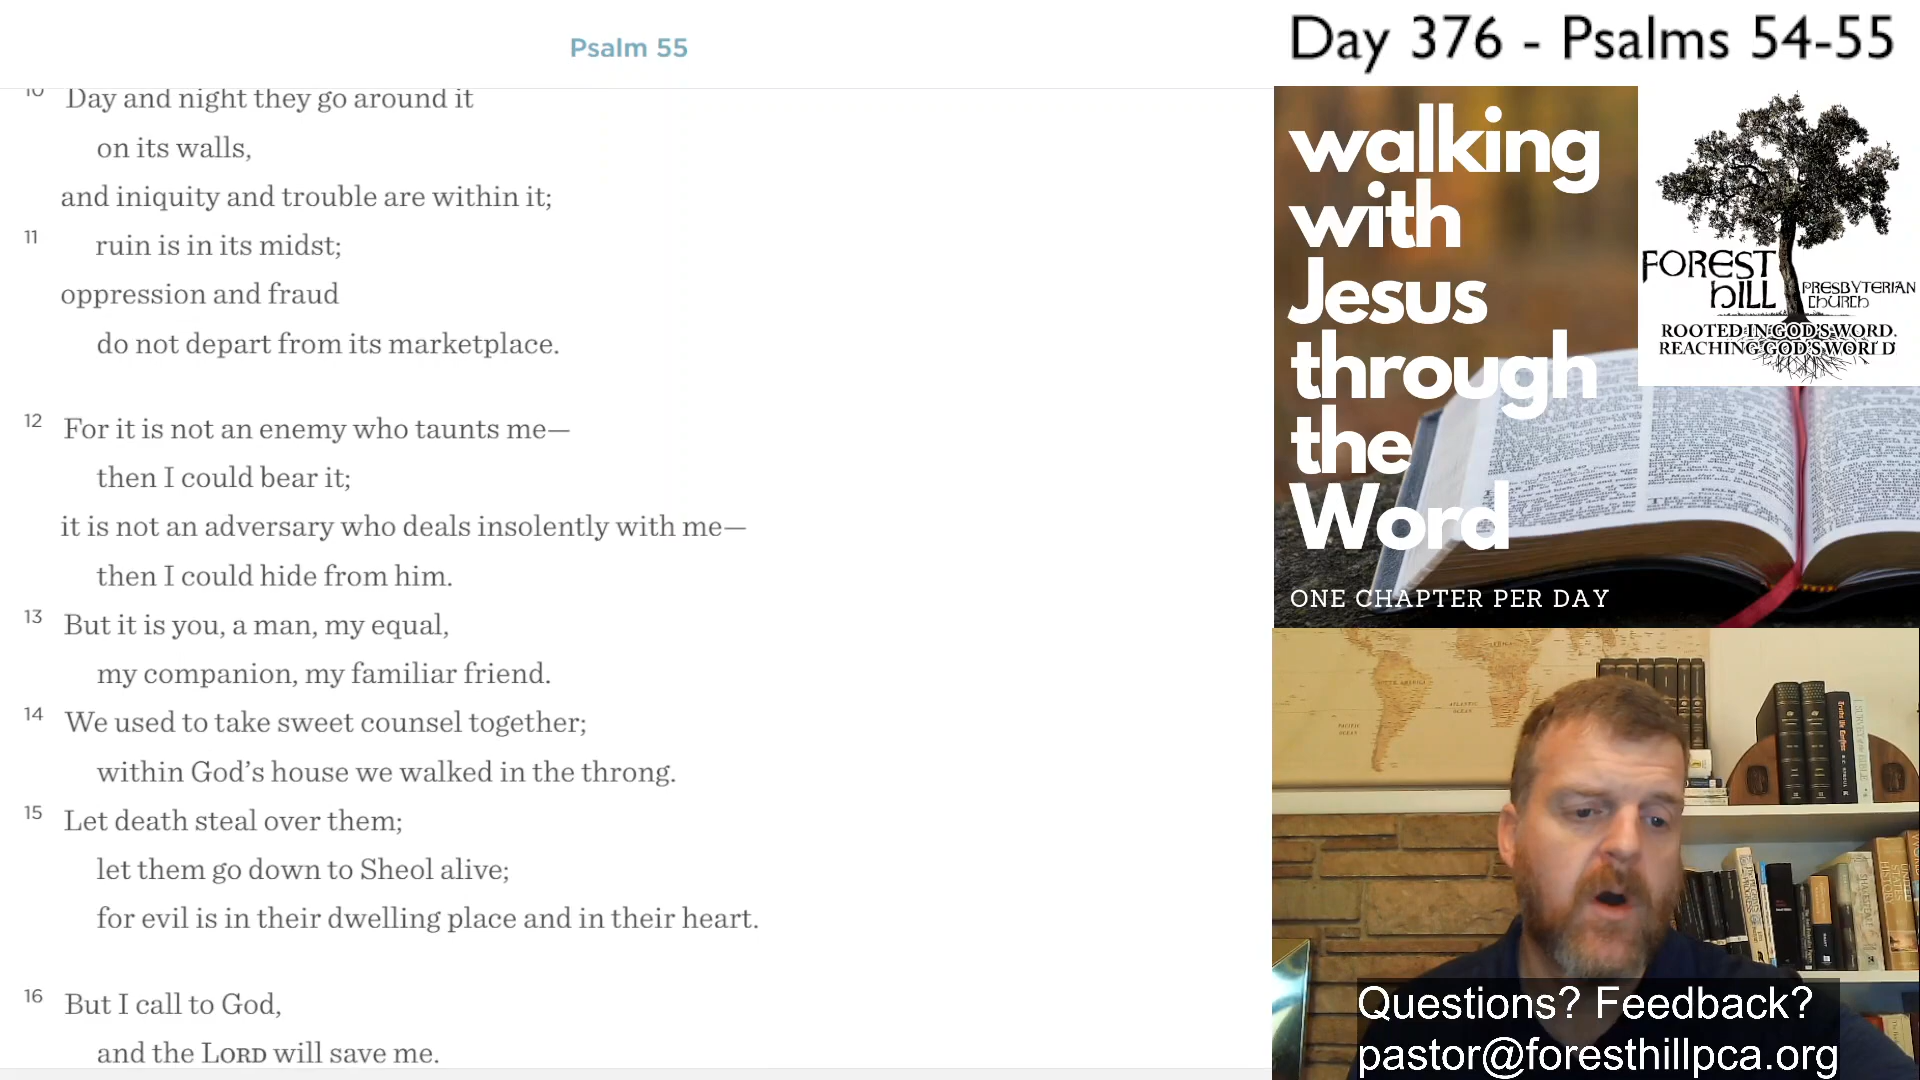 Psalm 55
10 Day and night they go around it
on its walls,
and iniquity and trouble are within it;
11 ruin is in its midst;
oppression and fraud
do not depart from its marketplace.
12 For it is not an enemy who taunts me—
then I could bear it;
it is not an adversary who deals insolently with me—
then I could hide from him.
13 But it is you, a man, my equal,
my companion, my familiar friend.
14 We used to take sweet counsel together;
within God’s house we walked in the throng.
15 Let death steal over them;
let them go down to Sheol alive;
for evil is in their dwelling place and in their heart.
16 But I call to God,
and the LORD will save me.
Day 376 - Psalms 54-55
walking
with
Jesus
through
the
Word
ONE CHAPTER PER DAY
FOREST
HILL
PRESBYTERIAN
CHURCH
ROOTED IN GOD'S WORD.
REACHING GOD'S WORLD
PACIFIC
OCEAN
ATLANTIC
OCEAN
Questions? Feedback?
pastor@foresthillpca.org